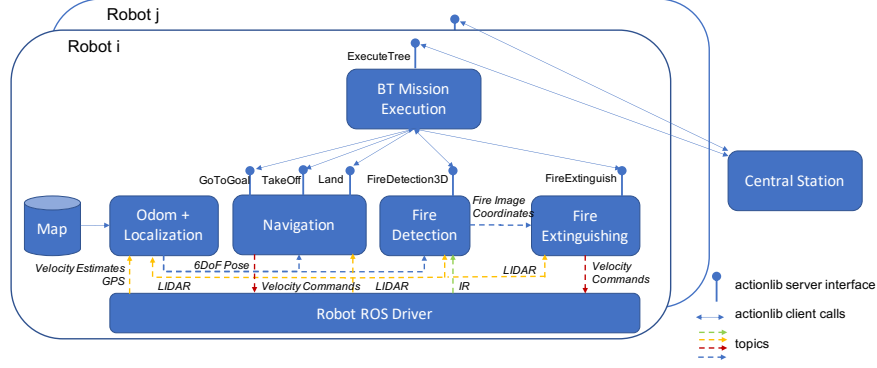 Robot j
Robot i
ExecuteTree
BT Mission
Execution
GoToGoal
TakeOff
Land
FireDetection3D
FireExtinguish
Central Station
Map
Odom +
Localization
Navigation
Fire
Detection
Fire Image
Coordinates
Fire
Extinguishing
Velocity Estimates
GPS
LIDAR
6DoF Pose
Velocity Commands
LIDAR
IR
LIDAR
Velocity
Commands
Robot ROS Driver
actionlib server interface
actionlib client calls
topics